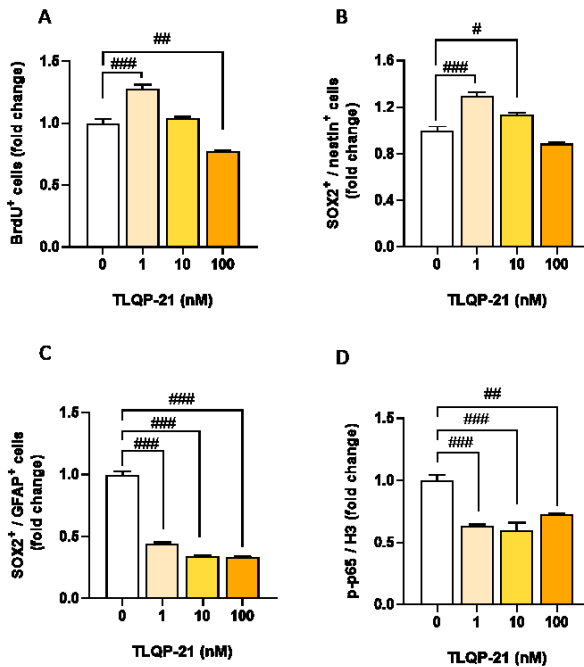 A
BrdU⁺ cells (fold change)
1.5
1.0
0.5
0.0
##
###
0 1 10 100
TLQP-21 (nM)
B
SOX2⁺ / nestin⁺ cells
(fold change)
1.6
1.2
0.8
0.4
0.0
#
###
0 1 10 100
TLQP-21 (nM)
C
SOX2⁺ / GFAP⁺ cells
(fold change)
1.5
1.0
0.5
0.0
###
###
###
0 1 10 100
TLQP-21 (nM)
D
p-p65 / H3 (fold change)
1.5
1.0
0.5
0.0
##
###
###
0 1 10 100
TLQP-21 (nM)